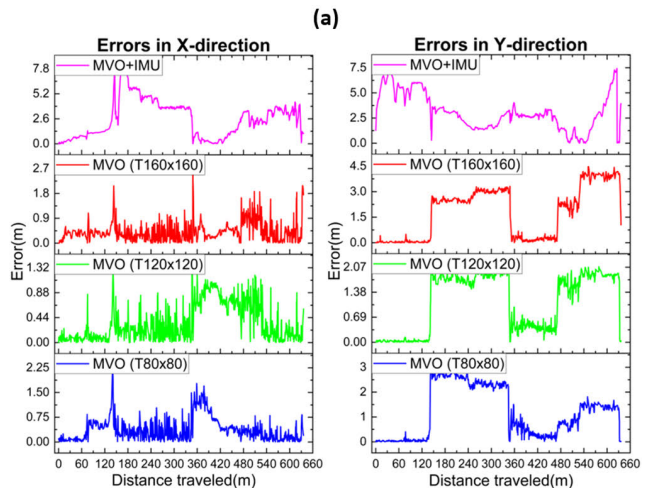 (a)
Errors in X-direction
Errors in Y-direction
Error(m)
MVO+IMU
7.8
5.2
2.6
0.0
MVO (T160x160)
2.7
1.8
0.9
0.0
MVO (T120x120)
1.32
0.88
0.44
0.00
MVO (T80x80)
2.25
1.50
0.75
0.00
0 60 120 180 240 300 360 420 480 540 600 660
Distance traveled(m)
MVO+IMU
7.5
5.0
2.5
0.0
MVO (T160x160)
4.5
3.0
1.5
0.0
MVO (T120x120)
2.07
1.38
0.69
0.00
MVO (T80x80)
3
2
1
0
0 60 120 180 240 300 360 420 480 540 600 660
Distance traveled(m)